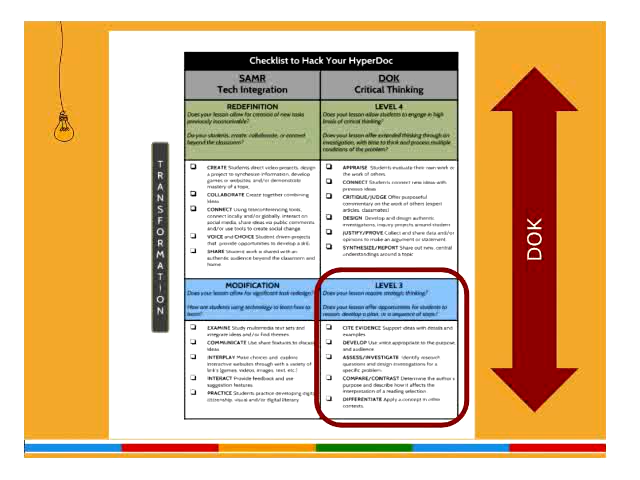 Checklist to Hack Your HyperDoc
SAMR
Tech Integration
REDEFINITION
Does your lesson allow for creation of new tasks
previously inconceivable?
Do your students, create, collaborate, or connect
beyond the classroom?
CREATE Students direct video projects, design
a project to synthesize information, develop
games or websites, and/or demonstrate
mastery of a topic.
COLLABORATE Create together combining
ideas
CONNECT Using teleconferencing tools,
connect locally and/or globally, interact on
social media, share ideas via public comments
and/or use tools to create social change
VOICE and CHOICE Student driven-projects
that provide opportunities to develop a skill.
SHARE Student work is shared with an
authentic audience beyond the classroom and
home
MODIFICATION
Does your lesson allow for significant task redesign?
How are students using technology to learn how to
learn?
EXAMINE Study multimedia text sets and
integrate ideas and/or find themes
COMMUNICATE Use share features to discuss
ideas
INTERPLAY Make choices and explore
interactive websites through with a variety of
links (games, videos, images, text, etc.)
INTERACT Provide feedback and use
suggestion features
PRACTICE Students practice developing digital
citizenship, visual and/or digital literacy
DOK
Critical Thinking
LEVEL 4
Does your lesson allow students to engage in high
levels of critical thinking?
Does your lesson offer extended thinking through an
investigation, with time to think and process multiple
conditions of the problem?
APPRAISE Students evaluate their own work or
the work of others
CONNECT Students connect new ideas with
previous ideas
CRITIQUE/JUDGE Offer purposeful
commentary on the work of others (expert
articles, classmates)
DESIGN Develop and design authentic
investigations, inquiry projects around student
JUSTIFY/PROVE Collect and share data and/or
opinions to make an argument or statement.
SYNTHESIZE/REPORT Share out new, central
understandings around a topic
LEVEL 3
Does your lesson require strategic thinking?
Does your lesson offer opportunities for students to
reason, develop a plan, or a sequence of steps?
CITE EVIDENCE Support ideas with details and
examples
DEVELOP Use voice appropriate to the purpose
and audience
ASSESS/INVESTIGATE Identify research
questions and design investigations for a
specific problem
COMPARE/CONTRAST Determine the author's
purpose and describe how it affects the
interpretation of a reading selection
DIFFERENTIATE Apply a concept in other
contexts
TRANSFORMATION
DOK